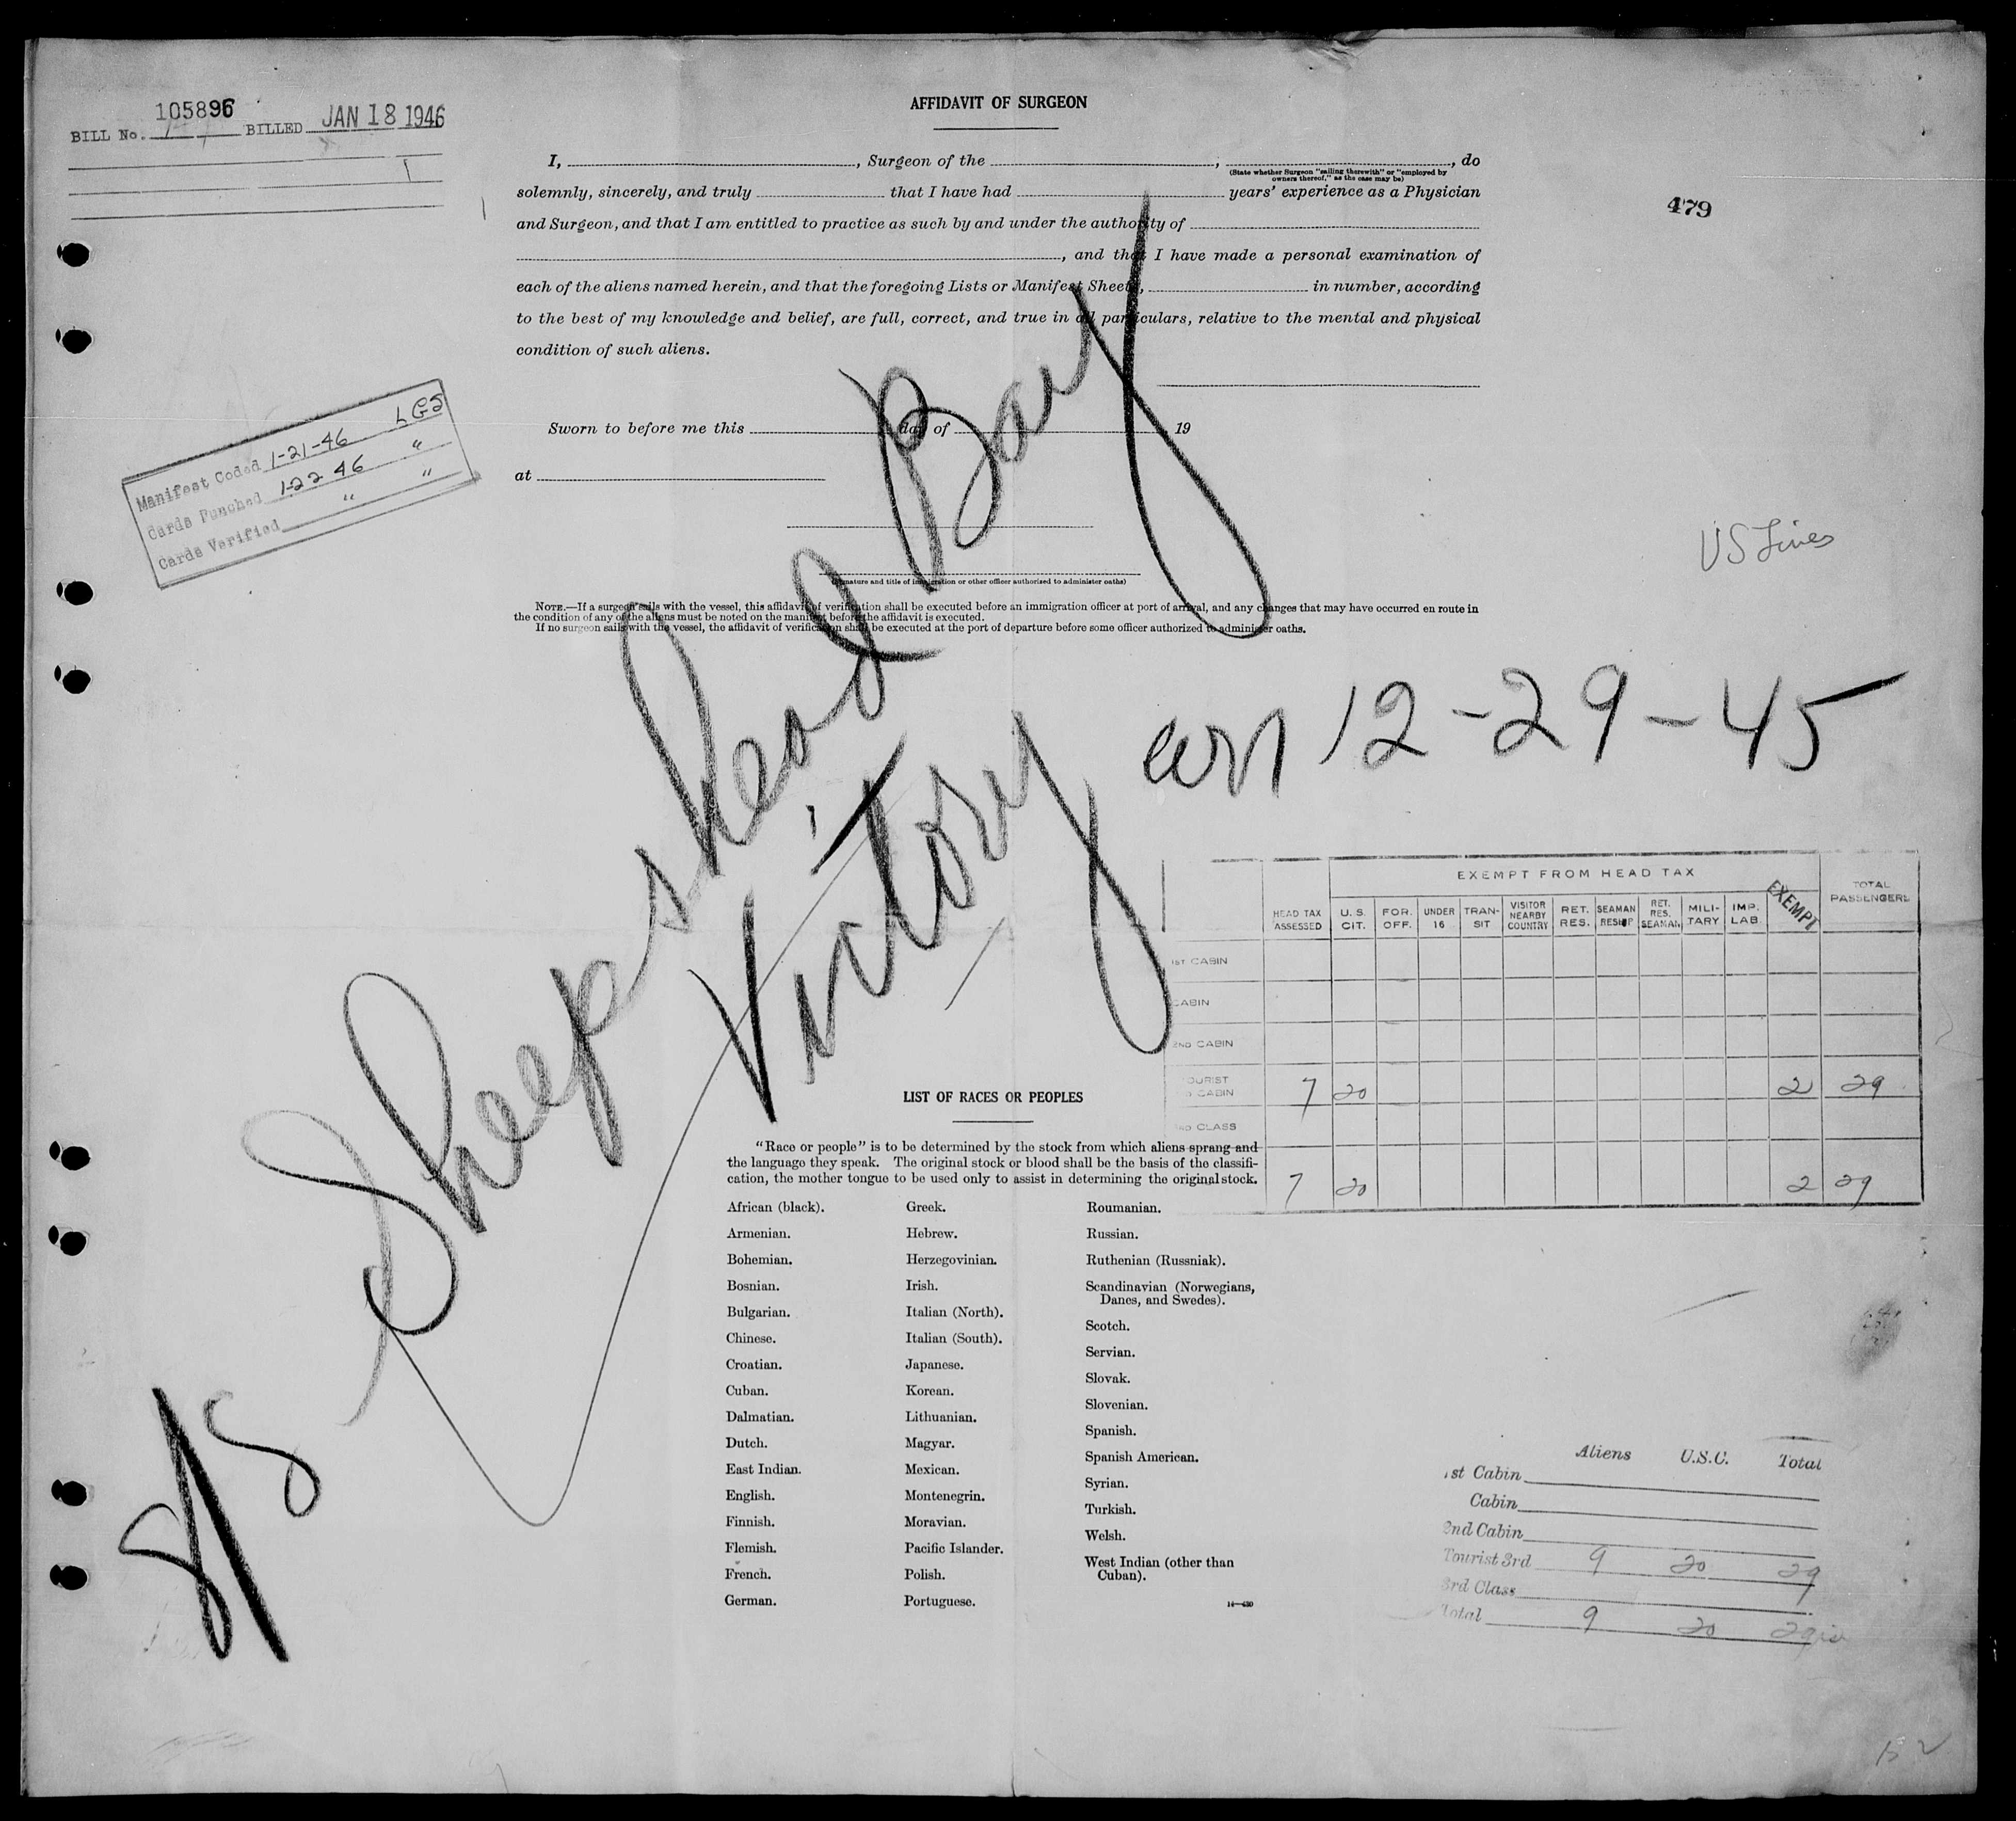 105896
BILL No. BILLED JAN 18 1946
AFFIDAVIT OF SURGEON
I, , Surgeon of the , , do
(State whether Surgeon "sailing therewith" or "employed by
owners thereof," as the case may be)
solemnly, sincerely, and truly that I have had years' experience as a Physician
and Surgeon, and that I am entitled to practice as such by and under the authority of
, and that I have made a personal examination of
each of the aliens named herein, and that the foregoing Lists or Manifest Sheets, in number, according
to the best of my knowledge and belief, are full, correct, and true in all particulars, relative to the mental and physical
condition of such aliens.
479
Sworn to before me this day of 19
at
(Signature and title of immigration or other officer authorized to administer oaths)
Manifest Coded 1-21-46 LGS
Cards Punched 1-22 46 "
Cards Verified " "
US Lines
NOTE.—If a surgeon sails with the vessel, this affidavit of verification shall be executed before an immigration officer at port of arrival, and any changes that may have occurred en route in
the condition of any of the aliens must be noted on the manifest before the affidavit is executed.
If no surgeon sails with the vessel, the affidavit of verification shall be executed at the port of departure before some officer authorized to administer oaths.
S/S Sheepshead Bay
Victory
arr 12-29-45
EXEMPT FROM HEAD TAX
HEAD TAX ASSESSED U.S. CIT. FOR. OFF. UNDER 16 TRAN-SIT VISITOR NEARBY COUNTRY RET. RES. SEAMAN RESHIP RET. RES. SEAMAN MILI-TARY IMP. LAB. EXEMPT TOTAL PASSENGERS
1ST CABIN
CABIN
2ND CABIN
TOURIST
CABIN 7 20 2 29
CLASS
7 20 2 29
LIST OF RACES OR PEOPLES
"Race or people" is to be determined by the stock from which aliens sprang and
the language they speak. The original stock or blood shall be the basis of the classifi-
cation, the mother tongue to be used only to assist in determining the original stock.
African (black).
Armenian.
Bohemian.
Bosnian.
Bulgarian.
Chinese.
Croatian.
Cuban.
Dalmatian.
Dutch.
East Indian.
English.
Finnish.
Flemish.
French.
German.
Greek.
Hebrew.
Herzegovinian.
Irish.
Italian (North).
Italian (South).
Japanese.
Korean.
Lithuanian.
Magyar.
Mexican.
Montenegrin.
Moravian.
Pacific Islander.
Polish.
Portuguese.
Roumanian.
Russian.
Ruthenian (Russniak).
Scandinavian (Norwegians,
Danes, and Swedes).
Scotch.
Servian.
Slovak.
Slovenian.
Spanish.
Spanish American.
Syrian.
Turkish.
Welsh.
West Indian (other than
Cuban).
Aliens U.S.C. Total
1st Cabin
Cabin
2nd Cabin
Tourist 3rd 9 20 29
3rd Class
Total 9 20